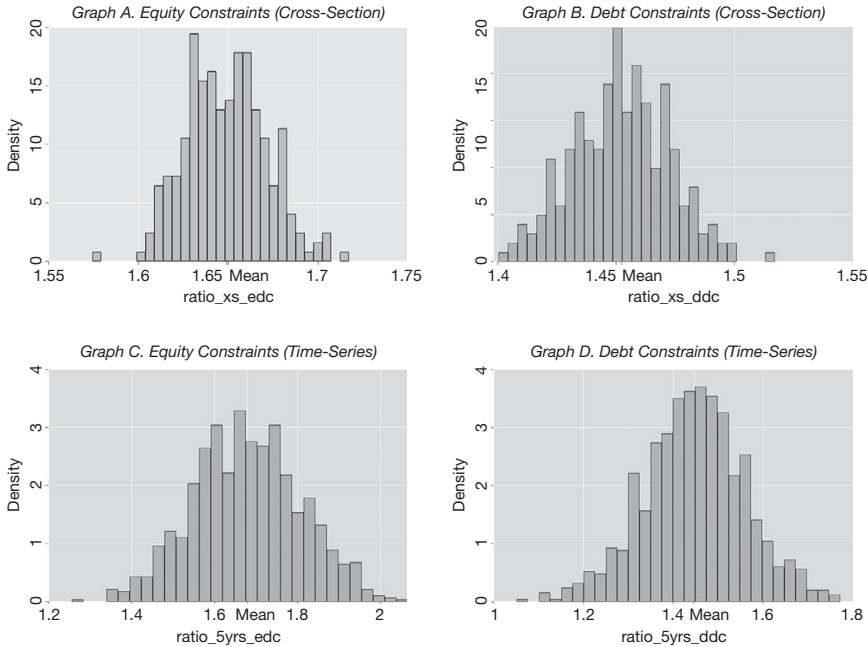 Graph A. Equity Constraints (Cross-Section)
20
15
10
5
0
Density
1.55 1.6 1.65 Mean 1.7 1.75
ratio_xs_edc
Graph B. Debt Constraints (Cross-Section)
20
15
10
5
0
Density
1.4 1.45 Mean 1.5 1.55
ratio_xs_ddc
Graph C. Equity Constraints (Time-Series)
4
3
2
1
0
Density
1.2 1.4 1.6 Mean 1.8 2
ratio_5yrs_edc
Graph D. Debt Constraints (Time-Series)
4
3
2
1
0
Density
1 1.2 1.4 Mean 1.6 1.8
ratio_5yrs_ddc